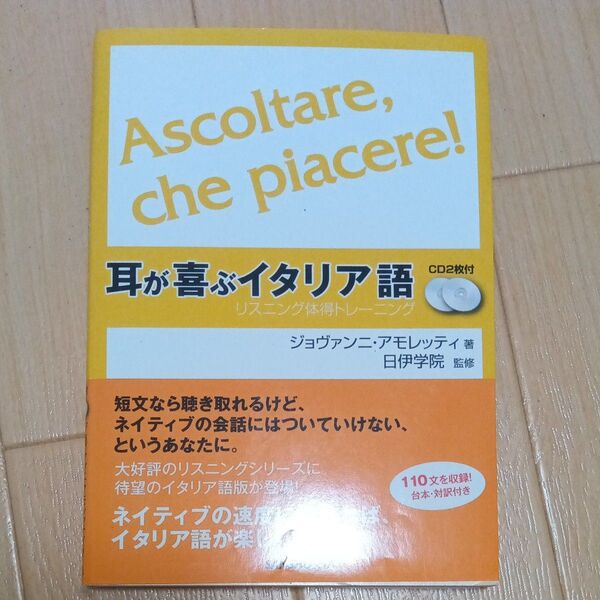 Ascoltare,
che piacere!
耳が喜ぶイタリア語
CD2枚付
リスニング体得トレーニング
ジョヴァンニ・アモレッティ 著
日伊学院 監修
短文なら聴き取れるけど、
ネイティブの会話にはついていけない、
というあなたに。
大好評のリスニングシリーズに
待望のイタリア語版が登場!
110文を収録!
台本・対訳付き
ネイティブの速度に
ば、
イタリア語が楽し